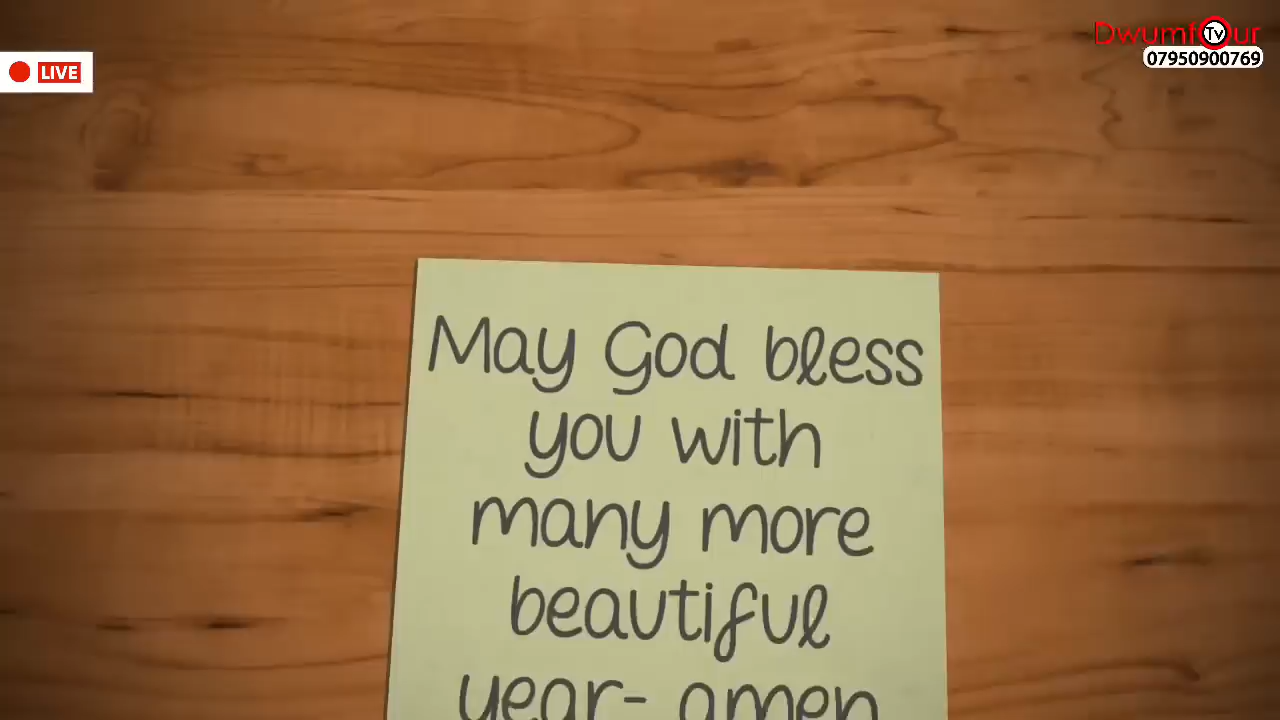 LIVE
Dwumfour
Tv
07950900769
May God bless
you with
many more
beautiful
year- amen